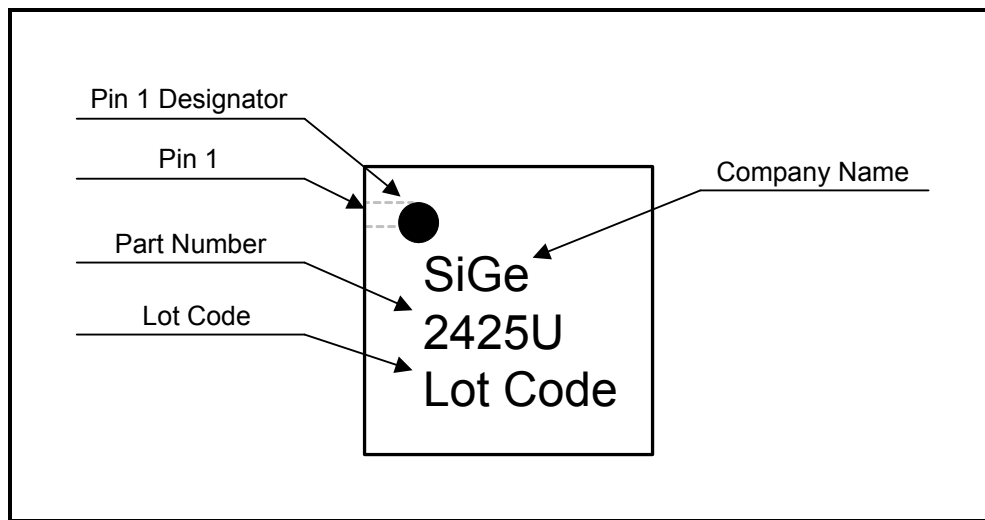 Pin 1 Designator
Pin 1
Company Name
Part Number
Lot Code
SiGe
2425U
Lot Code